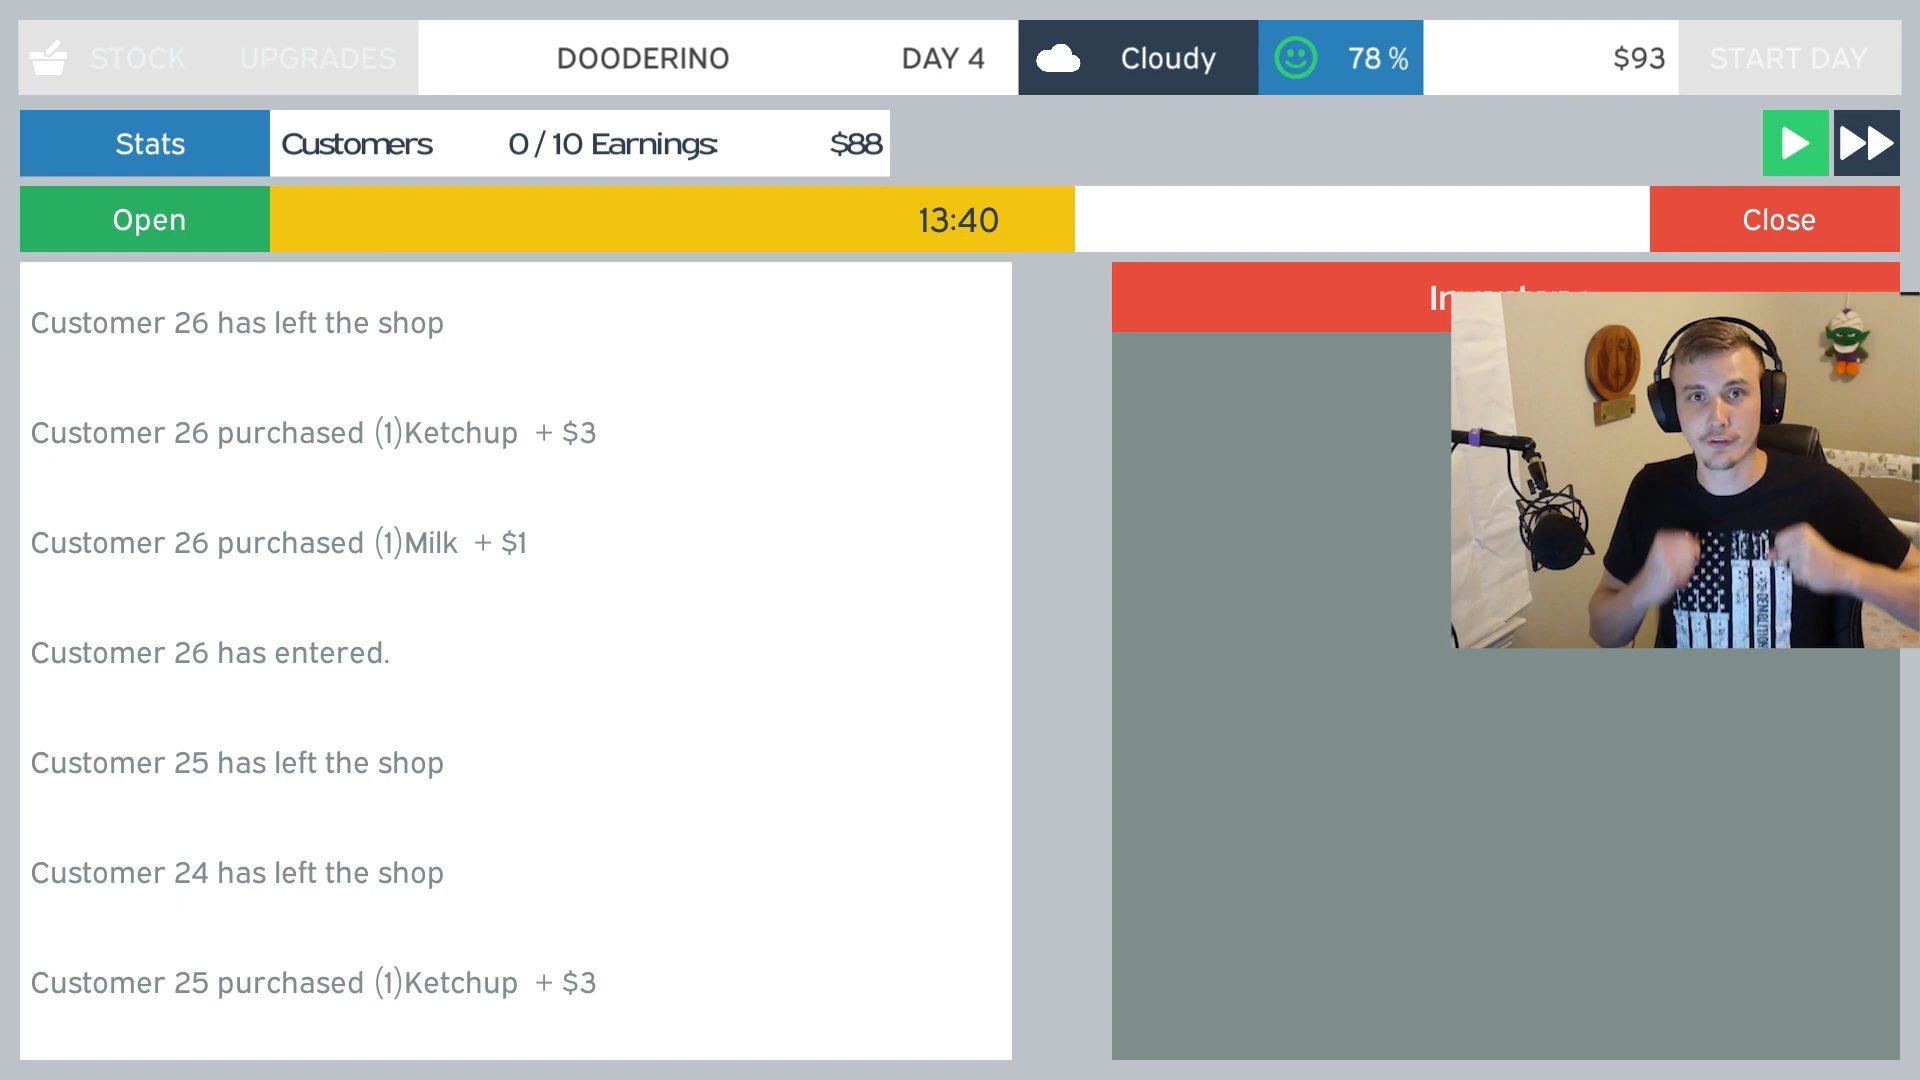 STOCK UPGRADES DOODERINO DAY 4 Cloudy 78 % $93 START DAY
Stats Customers 0 / 10 Earnings: $88
Open 13:40 Close
Customer 26 has left the shop
Customer 26 purchased (1)Ketchup + $3
Customer 26 purchased (1)Milk + $1
Customer 26 has entered.
Customer 25 has left the shop
Customer 24 has left the shop
Customer 25 purchased (1)Ketchup + $3